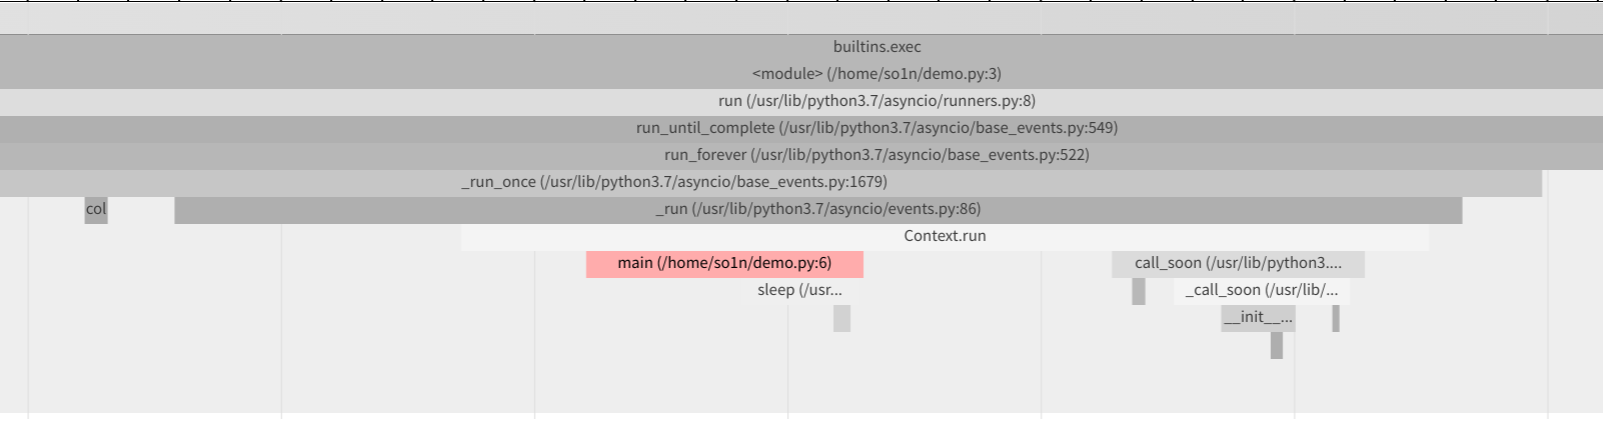 builtins.exec
<module> (/home/so1n/demo.py:3)
run (/usr/lib/python3.7/asyncio/runners.py:8)
run_until_complete (/usr/lib/python3.7/asyncio/base_events.py:549)
run_forever (/usr/lib/python3.7/asyncio/base_events.py:522)
_run_once (/usr/lib/python3.7/asyncio/base_events.py:1679)
col _run (/usr/lib/python3.7/asyncio/events.py:86)
Context.run
main (/home/so1n/demo.py:6) call_soon (/usr/lib/python3....
sleep (/usr... _call_soon (/usr/lib/...
__init__...